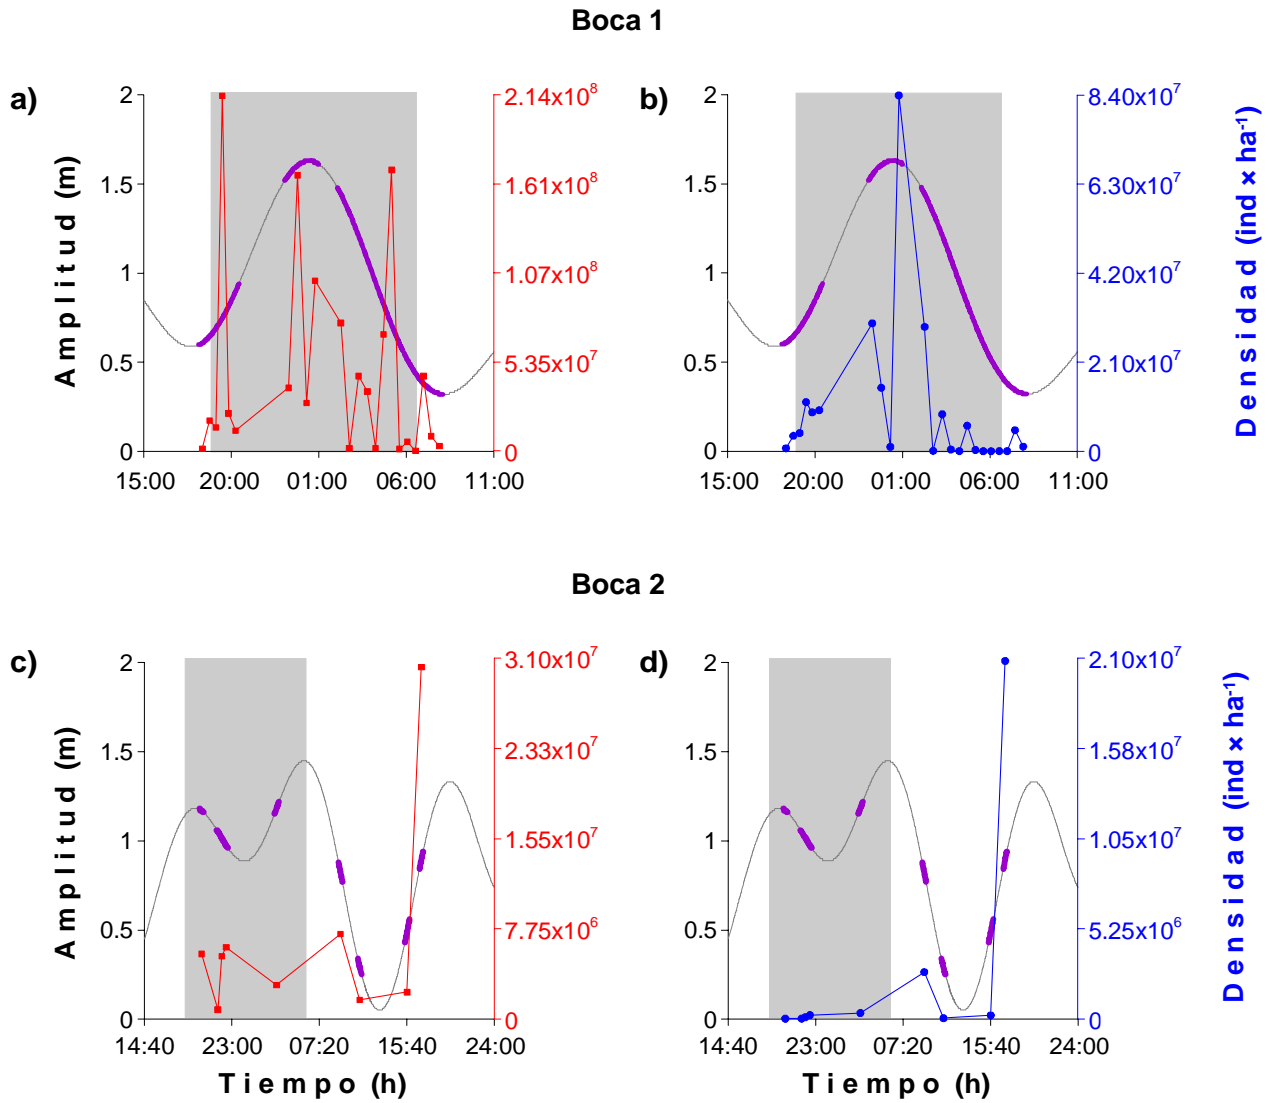 Boca 1
a)
b)
Amplitud (m)
2
1.5
1
0.5
0
15:00 20:00 01:00 06:00 11:00
2.14x10⁸
1.61x10⁸
1.07x10⁸
5.35x10⁷
0
2
1.5
1
0.5
0
15:00 20:00 01:00 06:00 11:00
8.40x10⁷
6.30x10⁷
4.20x10⁷
2.10x10⁷
0
Densidad (ind × ha⁻¹)
Boca 2
c)
d)
Amplitud (m)
2
1.5
1
0.5
0
14:40 23:00 07:20 15:40 24:00
Tiempo (h)
3.10x10⁷
2.33x10⁷
1.55x10⁷
7.75x10⁶
0
2
1.5
1
0.5
0
14:40 23:00 07:20 15:40 24:00
Tiempo (h)
2.10x10⁷
1.58x10⁷
1.05x10⁷
5.25x10⁶
0
Densidad (ind × ha⁻¹)